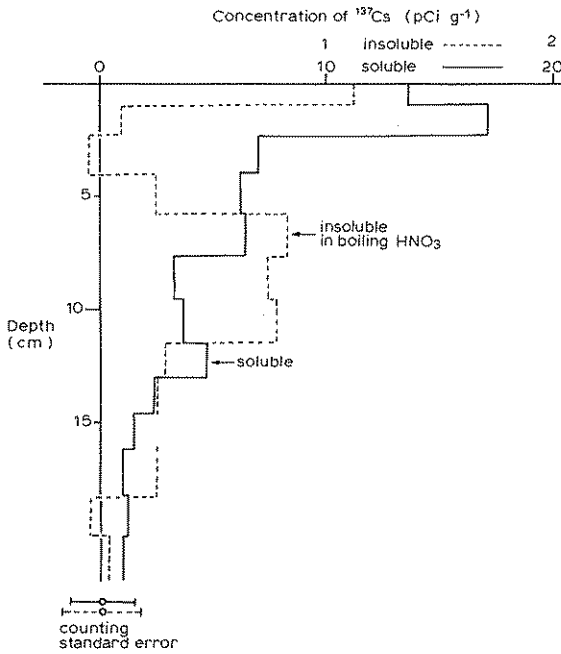 Concentration of ¹³⁷Cs (pCi g⁻¹)
1 insoluble 2
0 10 soluble 20
5
insoluble
in boiling HNO₃
10
Depth
(cm)
soluble
15
counting
standard error